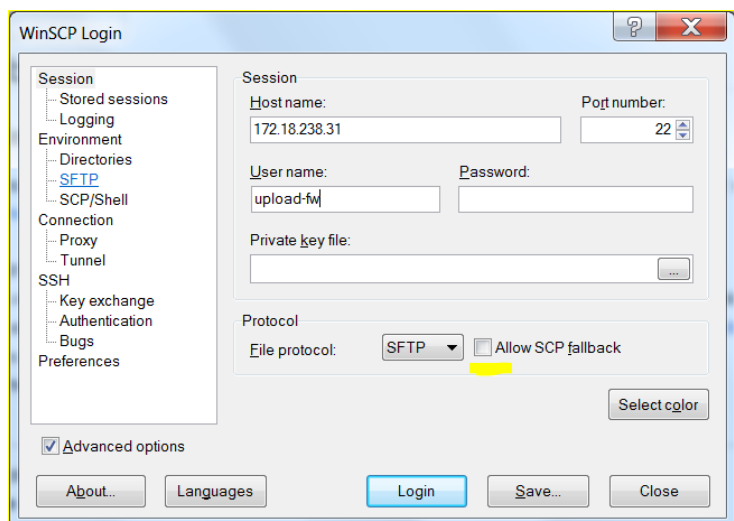 WinSCP Login
Session
Stored sessions
Logging
Environment
Directories
SFTP
SCP/Shell
Connection
Proxy
Tunnel
SSH
Key exchange
Authentication
Bugs
Preferences
Advanced options
Session
Host name: Port number:
172.18.238.31 22
User name: Password:
upload-fw
Private key file:
...
Protocol
File protocol: SFTP Allow SCP fallback
Select color
About... Languages Login Save... Close